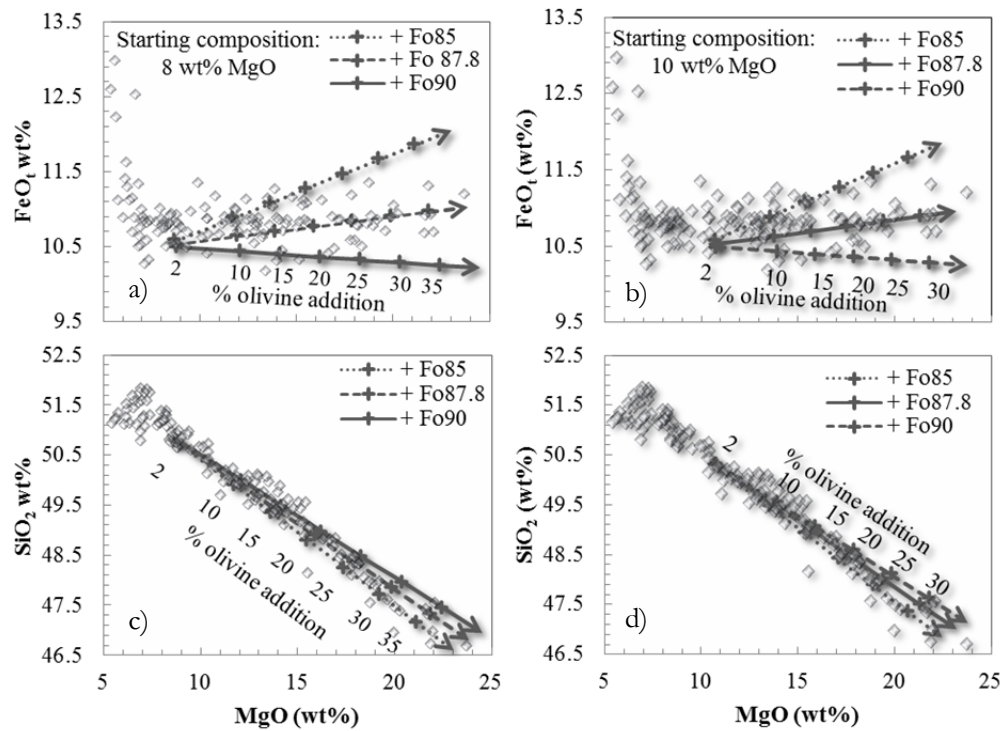 13.5
12.5
11.5
10.5
9.5
FeOₜ wt%
Starting composition:
8 wt% MgO
+ Fo85
+ Fo 87.8
+ Fo90
2
10
15
20
25
30
35
% olivine addition
a)
13.5
12.5
11.5
10.5
9.5
FeOₜ (wt%)
Starting composition:
10 wt% MgO
+ Fo85
+ Fo87.8
+ Fo90
2
10
15
20
25
30
% olivine addition
b)
52.5
51.5
50.5
49.5
48.5
47.5
46.5
SiO₂ wt%
+ Fo85
+ Fo87.8
+ Fo90
2
10
15
20
25
30
35
% olivine addition
c)
5
10
15
20
25
MgO (wt%)
52.5
51.5
50.5
49.5
48.5
47.5
46.5
SiO₂ (wt%)
+ Fo85
+ Fo87.8
+ Fo90
2
% olivine addition
10
15
20
25
30
d)
5
10
15
20
25
MgO (wt%)